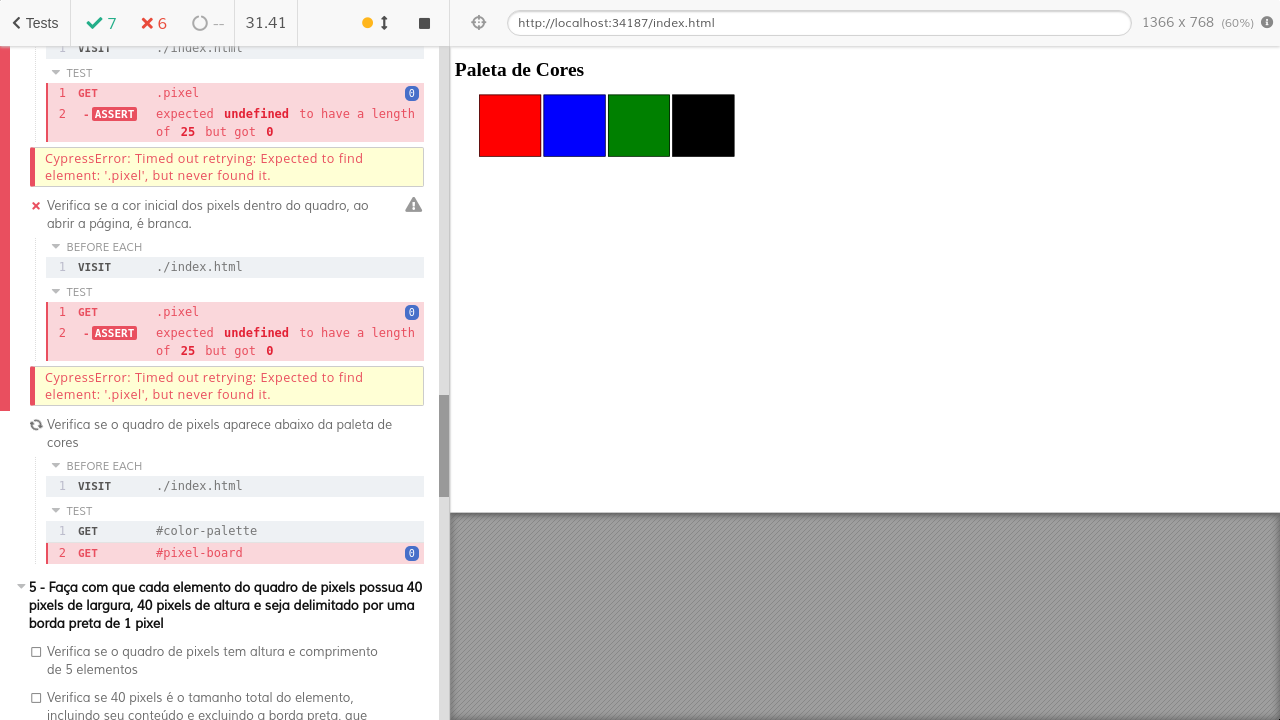 Tests 7 6 -- 31.41
1 VISIT ./index.html
TEST
1 GET .pixel 0
2 -ASSERT expected undefined to have a length
of 25 but got 0
CypressError: Timed out retrying: Expected to find
element: '.pixel', but never found it.
Verifica se a cor inicial dos pixels dentro do quadro, ao
abrir a página, é branca.
BEFORE EACH
1 VISIT ./index.html
TEST
1 GET .pixel 0
2 -ASSERT expected undefined to have a length
of 25 but got 0
CypressError: Timed out retrying: Expected to find
element: '.pixel', but never found it.
Verifica se o quadro de pixels aparece abaixo da paleta de
cores
BEFORE EACH
1 VISIT ./index.html
TEST
1 GET #color-palette
2 GET #pixel-board 0
5 - Faça com que cada elemento do quadro de pixels possua 40
pixels de largura, 40 pixels de altura e seja delimitado por uma
borda preta de 1 pixel
Verifica se o quadro de pixels tem altura e comprimento
de 5 elementos
Verifica se 40 pixels é o tamanho total do elemento,
incluindo seu conteúdo e excluindo a borda preta, que
http://localhost:34187/index.html 1366 x 768 (60%)
Paleta de Cores